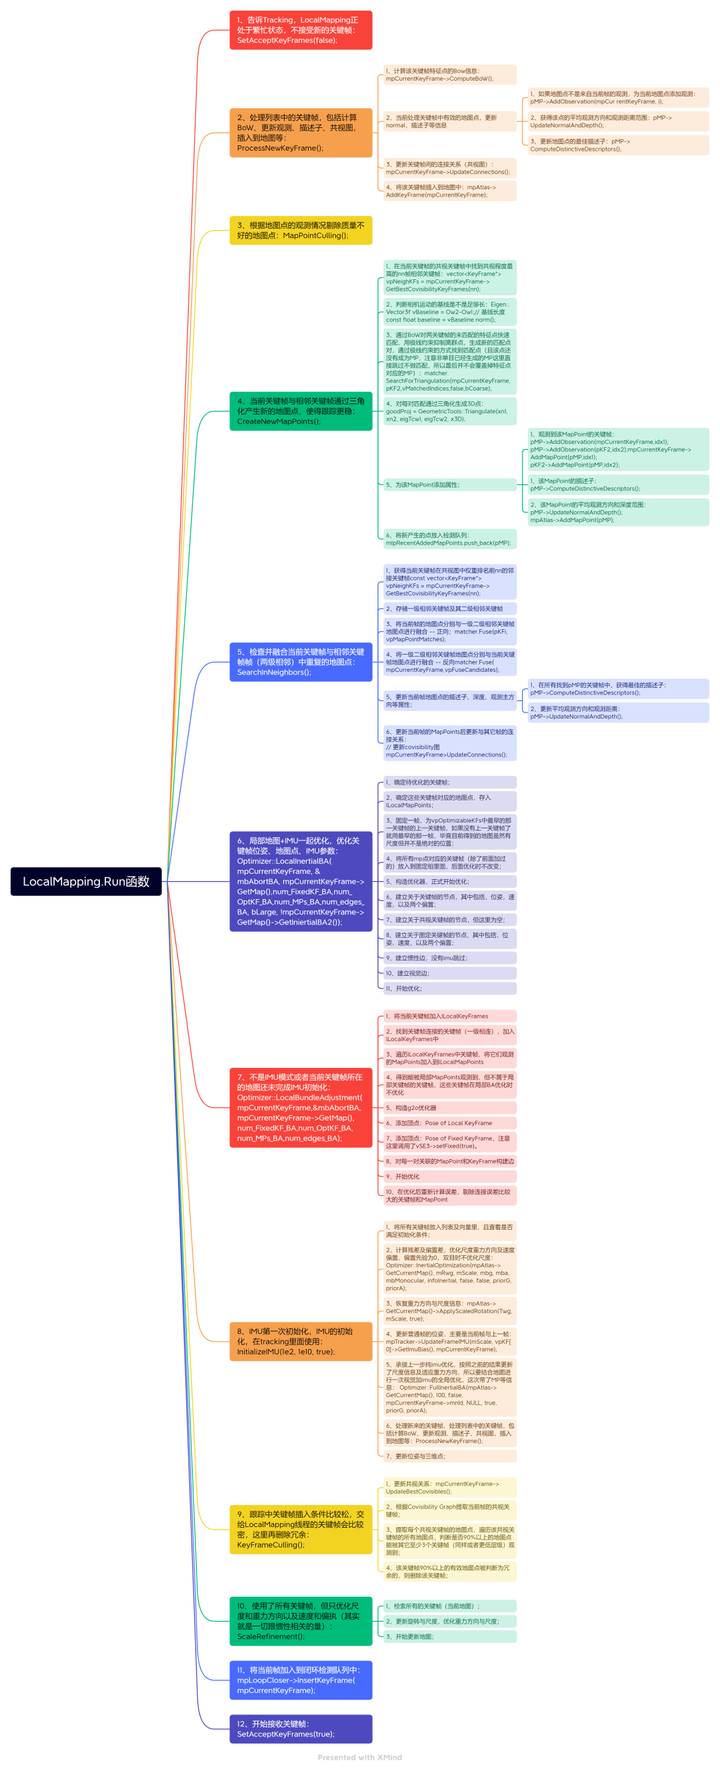 LocalMapping.Run函数
1、告诉Tracking，LocalMapping正
处于繁忙状态，不接受新的关键帧：
SetAcceptKeyFrames(false);
2、处理列表中的关键帧，包括计算
BoW、更新观测、描述子、共视图，
插入到地图等：
ProcessNewKeyFrame();
1、计算该关键帧特征点的Bow信息：
mpCurrentKeyFrame->ComputeBoW();
2、当前处理关键帧中有效的地图点，更新
normal，描述子等信息
1、如果地图点不是来自当前帧的观测，为当前地图点添加观测：
pMP->AddObservation(mpCur rentKeyFrame, i);
2、获得该点的平均观测方向和观测距离范围：pMP->
UpdateNormalAndDepth();
3、更新地图点的最佳描述子：pMP->
ComputeDistinctiveDescriptors();
3、更新关键帧间的连接关系（共视图）：
mpCurrentKeyFrame->UpdateConnections();
4、将该关键帧插入到地图中：mpAtlas->
AddKeyFrame(mpCurrentKeyFrame);
3、根据地图点的观测情况剔除质量不
好的地图点：MapPointCulling();
4、当前关键帧与相邻关键帧通过三角
化产生新的地图点，使得跟踪更稳：
CreateNewMapPoints();
1、在当前关键帧的共视关键帧中找到共视程度最
高的nn帧相邻关键帧：vector<KeyFrame*>
vpNeighKFs = mpCurrentKeyFrame->
GetBestCovisibilityKeyFrames(nn);
2、判断相机运动的基线是不是足够长：Eigen::
Vector3f vBaseline = Ow2-Ow1;// 基线长度
const float baseline = vBaseline.norm();
3、通过BoW对两关键帧的未匹配的特征点快速
匹配，用极线约束抑制离群点，生成新的匹配点
对，通过极线约束的方式找到匹配点（且该点还
没有成为MP，注意非单目已经生成的MP这里直
接跳过不做匹配，所以最后并不会覆盖掉特征点
对应的MP）：matcher.
SearchForTriangulation(mpCurrentKeyFrame,
pKF2,vMatchedIndices,false,bCoarse);
4、对每对匹配通过三角化生成3D点：
goodProj = GeometricTools::Triangulate(xn1,
xn2, eigTcw1, eigTcw2, x3D);
5、为该MapPoint添加属性；
1、观测到该MapPoint的关键帧：
pMP->AddObservation(mpCurrentKeyFrame,idx1);
pMP->AddObservation(pKF2,idx2);mpCurrentKeyFrame->
AddMapPoint(pMP,idx1);
pKF2->AddMapPoint(pMP,idx2);
1、该MapPoint的描述子：
pMP->ComputeDistinctiveDescriptors();
2、该MapPoint的平均观测方向和深度范围：
pMP->UpdateNormalAndDepth();
mpAtlas->AddMapPoint(pMP);
6、将新产生的点放入检测队列：
mlpRecentAddedMapPoints.push_back(pMP);
5、检查并融合当前关键帧与相邻关键
帧帧（两级相邻）中重复的地图点：
SearchInNeighbors();
1、获得当前关键帧在共视图中权重排名前nn的邻
接关键帧const vector<KeyFrame*>
vpNeighKFs = mpCurrentKeyFrame->
GetBestCovisibilityKeyFrames(nn);
2、存储一级相邻关键帧及其二级相邻关键帧
3、将当前帧的地图点分别与一级二级相邻关键帧
地图点进行融合 -- 正向；matcher.Fuse(pKFi,
vpMapPointMatches);
4、将一级二级相邻关键帧地图点分别与当前关键
帧地图点进行融合 -- 反向matcher.Fuse(
mpCurrentKeyFrame,vpFuseCandidates);
5、更新当前帧地图点的描述子，深度，观测主方
向等属性；
1、在所有找到pMP的关键帧中，获得最佳的描述子：
pMP->ComputeDistinctiveDescriptors();
2、更新平均观测方向和观测距离：
pMP->UpdateNormalAndDepth();
6、更新当前帧的MapPoints后更新与其它帧的连
接关系：
// 更新covisibility图
mpCurrentKeyFrame>UpdateConnections();
6、局部地图+IMU一起优化，优化关
键帧位姿、地图点、IMU参数：
Optimizer::LocalInertialBA(
mpCurrentKeyFrame, &
mbAbortBA, mpCurrentKeyFrame->
GetMap(),num_FixedKF_BA,num_
OptKF_BA,num_MPs_BA,num_edges_
BA, bLarge, !mpCurrentKeyFrame->
GetMap()->GetIniertialBA2());
1、确定待优化的关键帧；
2、确定这些关键帧对应的地图点，存入
lLocalMapPoints；
3、固定一帧，为vpOptimizableKFs中最早的那
一关键帧的上一关键帧，如果没有上一关键帧了
就用最早的那一帧，毕竟目前得到的地图虽然有
尺度但并不是绝对的位置；
4、将所有mp点对应的关键帧（除了前面加过
的）放入到固定组里面，后面优化时不改变；
5、构造优化器，正式开始优化；
6、建立关于关键帧的节点，其中包括，位姿，速
度，以及两个偏置；
7、建立关于共视关键帧的节点，但这里为空；
8、建立关于固定关键帧的节点，其中包括，位
姿，速度，以及两个偏置；
9、建立惯性边，没有imu跳过；
10、建立视觉边；
11、开始优化；
7、不是IMU模式或者当前关键帧所在
的地图还未完成IMU初始化：
Optimizer::LocalBundleAdjustment(
mpCurrentKeyFrame,&mbAbortBA,
mpCurrentKeyFrame->GetMap(),
num_FixedKF_BA,num_OptKF_BA,
num_MPs_BA,num_edges_BA);
1、将当前关键帧加入lLocalKeyFrames
2、找到关键帧连接的关键帧（一级相连），加入
lLocalKeyFrames中
3、遍历lLocalKeyFrames中关键帧，将它们观测
的MapPoints加入到lLocalMapPoints
4、得到能被局部MapPoints观测到，但不属于局
部关键帧的关键帧，这些关键帧在局部BA优化时
不优化
5、构造g2o优化器
6、添加顶点：Pose of Local KeyFrame
7、添加顶点：Pose of Fixed KeyFrame，注意
这里调用了vSE3->setFixed(true)。
8、对每一对关联的MapPoint和KeyFrame构建边
9、开始优化
10、在优化后重新计算误差，剔除连接误差比较
大的关键帧和MapPoint
8、IMU第一次初始化，IMU的初始
化，在tracking里面使用：
InitializeIMU(1e2, 1e10, true);
1、将所有关键帧放入列表及向量里，且查看是否
满足初始化条件；
2、计算残差及偏置差，优化尺度重力方向及速度
偏置，偏置先验为0，双目时不优化尺度：
Optimizer::InertialOptimization(mpAtlas->
GetCurrentMap(), mRwg, mScale, mbg, mba,
mbMonocular, infoInertial, false, false, priorG,
priorA);
3、恢复重力方向与尺度信息：mpAtlas->
GetCurrentMap()->ApplyScaledRotation(Twg,
mScale, true);
4、更新普通帧的位姿，主要是当前帧与上一帧：
mpTracker->UpdateFrameIMU(mScale, vpKF[
0]->GetImuBias(), mpCurrentKeyFrame);
5、承接上一步纯imu优化，按照之前的结果更新
了尺度信息及适应重力方向，所以要结合地图进
行一次视觉加imu的全局优化，这次带了MP等信
息： Optimizer::FullInertialBA(mpAtlas->
GetCurrentMap(), 100, false,
mpCurrentKeyFrame->mnId, NULL, true,
priorG, priorA);
6、处理新来的关键帧，处理列表中的关键帧，包
括计算BoW、更新观测、描述子、共视图，插入
到地图等：ProcessNewKeyFrame();
7、更新位姿与三维点；
9、跟踪中关键帧插入条件比较松，交
给LocalMapping线程的关键帧会比较
密，这里再删除冗余：
KeyFrameCulling();
1、更新共视关系：mpCurrentKeyFrame->
UpdateBestCovisibles();
2、根据Covisibility Graph提取当前帧的共视关
键帧；
3、提取每个共视关键帧的地图点，遍历该共视关
键帧的所有地图点，判断是否90%以上的地图点
能被其它至少3个关键帧（同样或者更低层级）观
测到；
4、该关键帧90%以上的有效地图点被判断为冗
余的，则删除该关键帧；
10、使用了所有关键帧，但只优化尺
度和重力方向以及速度和偏执（其实
就是一切跟惯性相关的量）：
ScaleRefinement();
1、检索所有的关键帧（当前地图）；
2、更新旋转与尺度，优化重力方向与尺度；
3、开始更新地图；
11、将当前帧加入到闭环检测队列中：
mpLoopCloser->InsertKeyFrame(
mpCurrentKeyFrame);
12、开始接收关键帧：
SetAcceptKeyFrames(true);
Presented with XMind